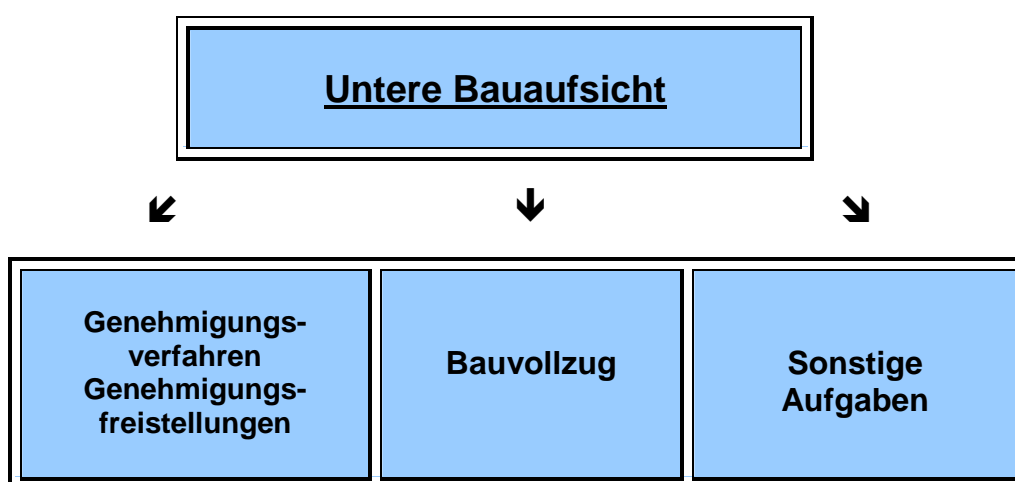 Untere Bauaufsicht
Genehmigungs-
verfahren
Genehmigungs-
freistellungen
Bauvollzug
Sonstige
Aufgaben